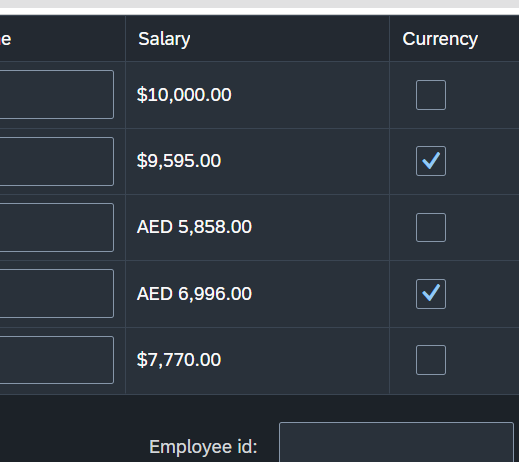 e Salary Currency
$10,000.00
$9,595.00
AED 5,858.00
AED 6,996.00
$7,770.00
Employee id: